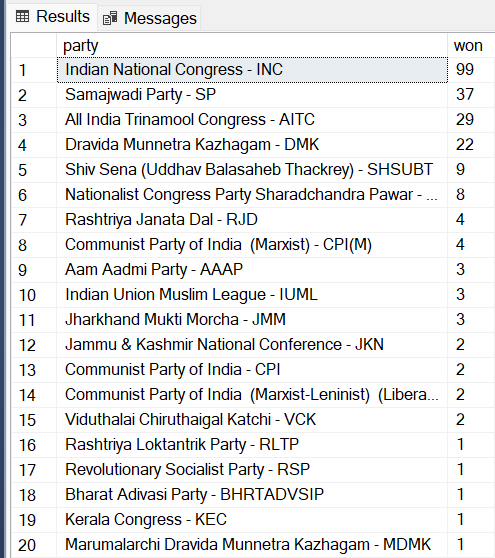 Results Messages
party won
1 Indian National Congress - INC 99
2 Samajwadi Party - SP 37
3 All India Trinamool Congress - AITC 29
4 Dravida Munnetra Kazhagam - DMK 22
5 Shiv Sena (Uddhav Balasaheb Thackrey) - SHSUBT 9
6 Nationalist Congress Party Sharadchandra Pawar - ... 8
7 Rashtriya Janata Dal - RJD 4
8 Communist Party of India  (Marxist) - CPI(M) 4
9 Aam Aadmi Party - AAAP 3
10 Indian Union Muslim League - IUML 3
11 Jharkhand Mukti Morcha - JMM 3
12 Jammu & Kashmir National Conference - JKN 2
13 Communist Party of India - CPI 2
14 Communist Party of India  (Marxist-Leninist)  (Libera... 2
15 Viduthalai Chiruthaigal Katchi - VCK 2
16 Rashtriya Loktantrik Party - RLTP 1
17 Revolutionary Socialist Party - RSP 1
18 Bharat Adivasi Party - BHRTADVSIP 1
19 Kerala Congress - KEC 1
20 Marumalarchi Dravida Munnetra Kazhagam - MDMK 1